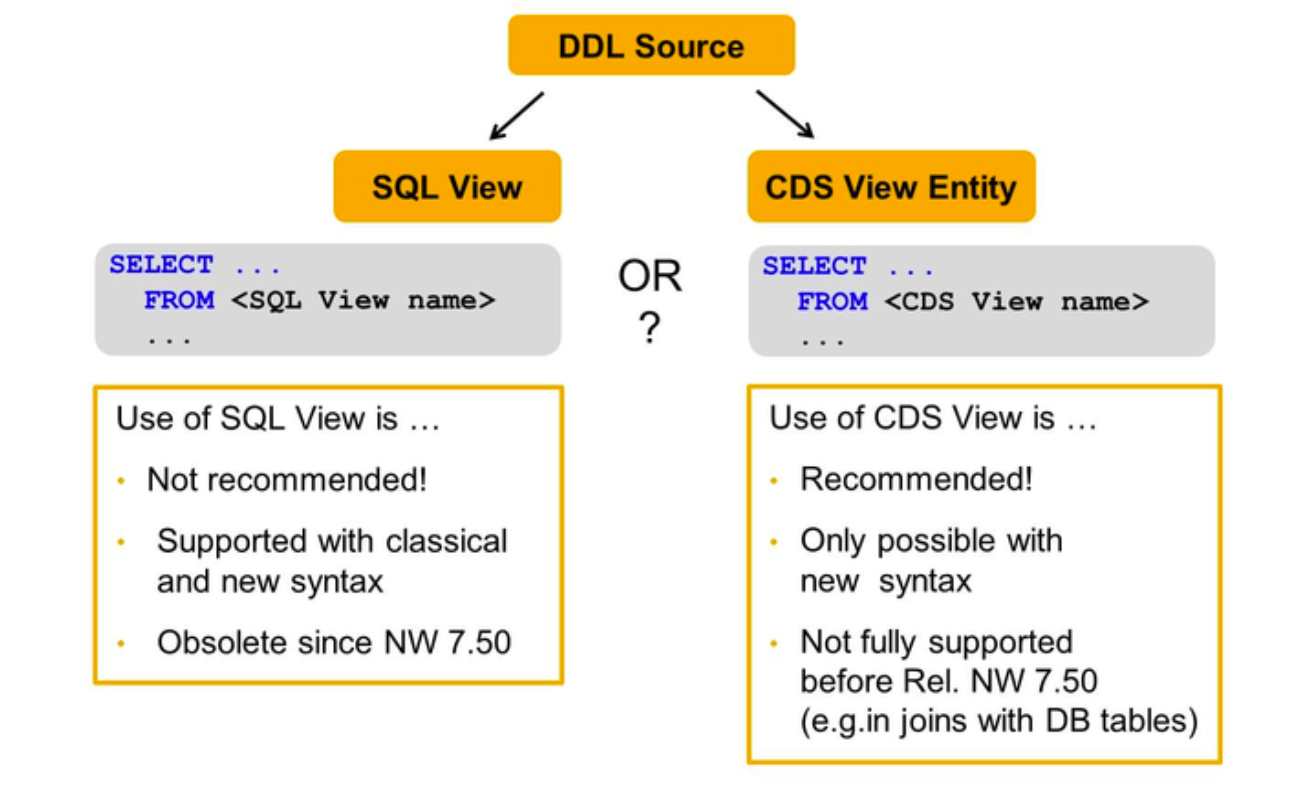 DDL Source
SQL View
CDS View Entity
SELECT ...
FROM <SQL View name>
...
OR
?
SELECT ...
FROM <CDS View name>
...
Use of SQL View is …
• Not recommended!
• Supported with classical
and new syntax
• Obsolete since NW 7.50
Use of CDS View is …
• Recommended!
• Only possible with
new syntax
• Not fully supported
before Rel. NW 7.50
(e.g.in joins with DB tables)